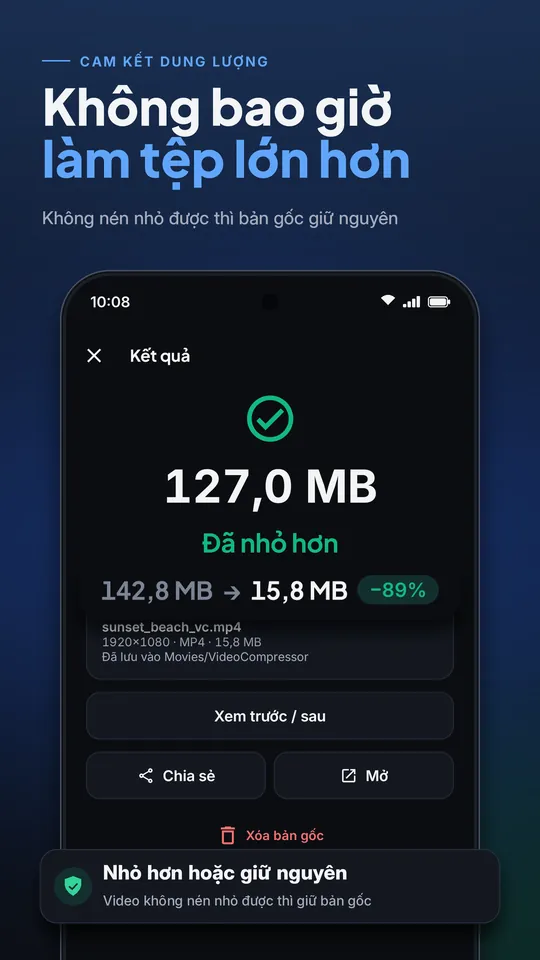 CAM KẾT DUNG LƯỢNG
Không bao giờ
làm tệp lớn hơn
Không nén nhỏ được thì bản gốc giữ nguyên
10:08
Kết quả
127,0 MB
Đã nhỏ hơn
142,8 MB → 15,8 MB −89%
sunset_beach_vc.mp4
1920×1080 · MP4 · 15,8 MB
Đã lưu vào Movies/VideoCompressor
Xem trước / sau
Chia sẻ
Mở
Xóa bản gốc
Nhỏ hơn hoặc giữ nguyên
Video không nén nhỏ được thì giữ bản gốc